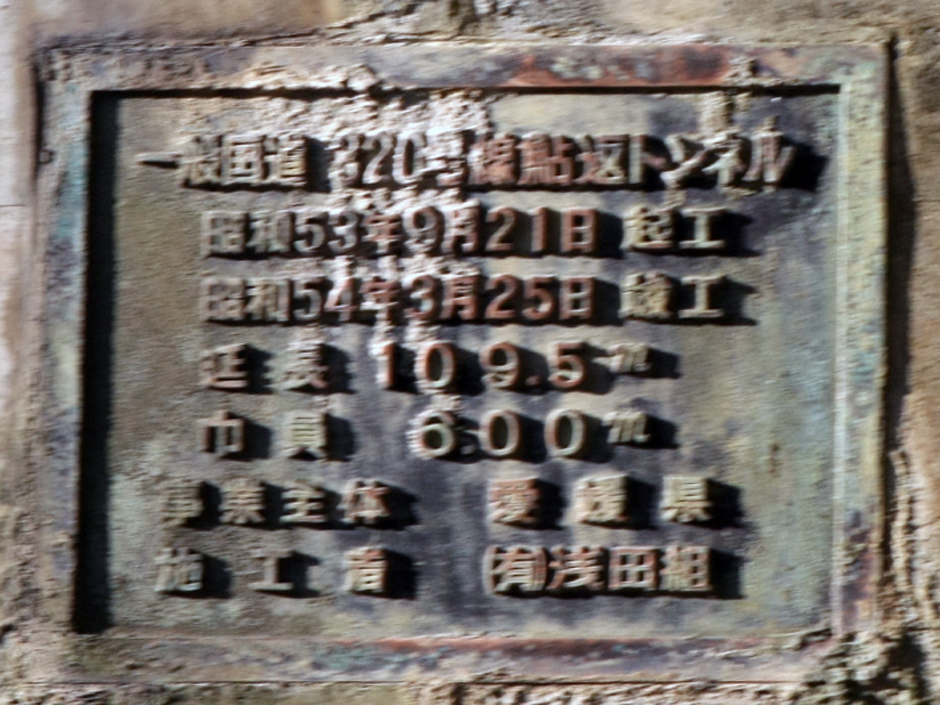 一般国道320号線鮎返トンネル
昭和53年9月21日 起工
昭和54年3月25日 竣工
延長 109.5m
巾員 6.00m
事業主体 愛媛県
施工者 (有)浅田組